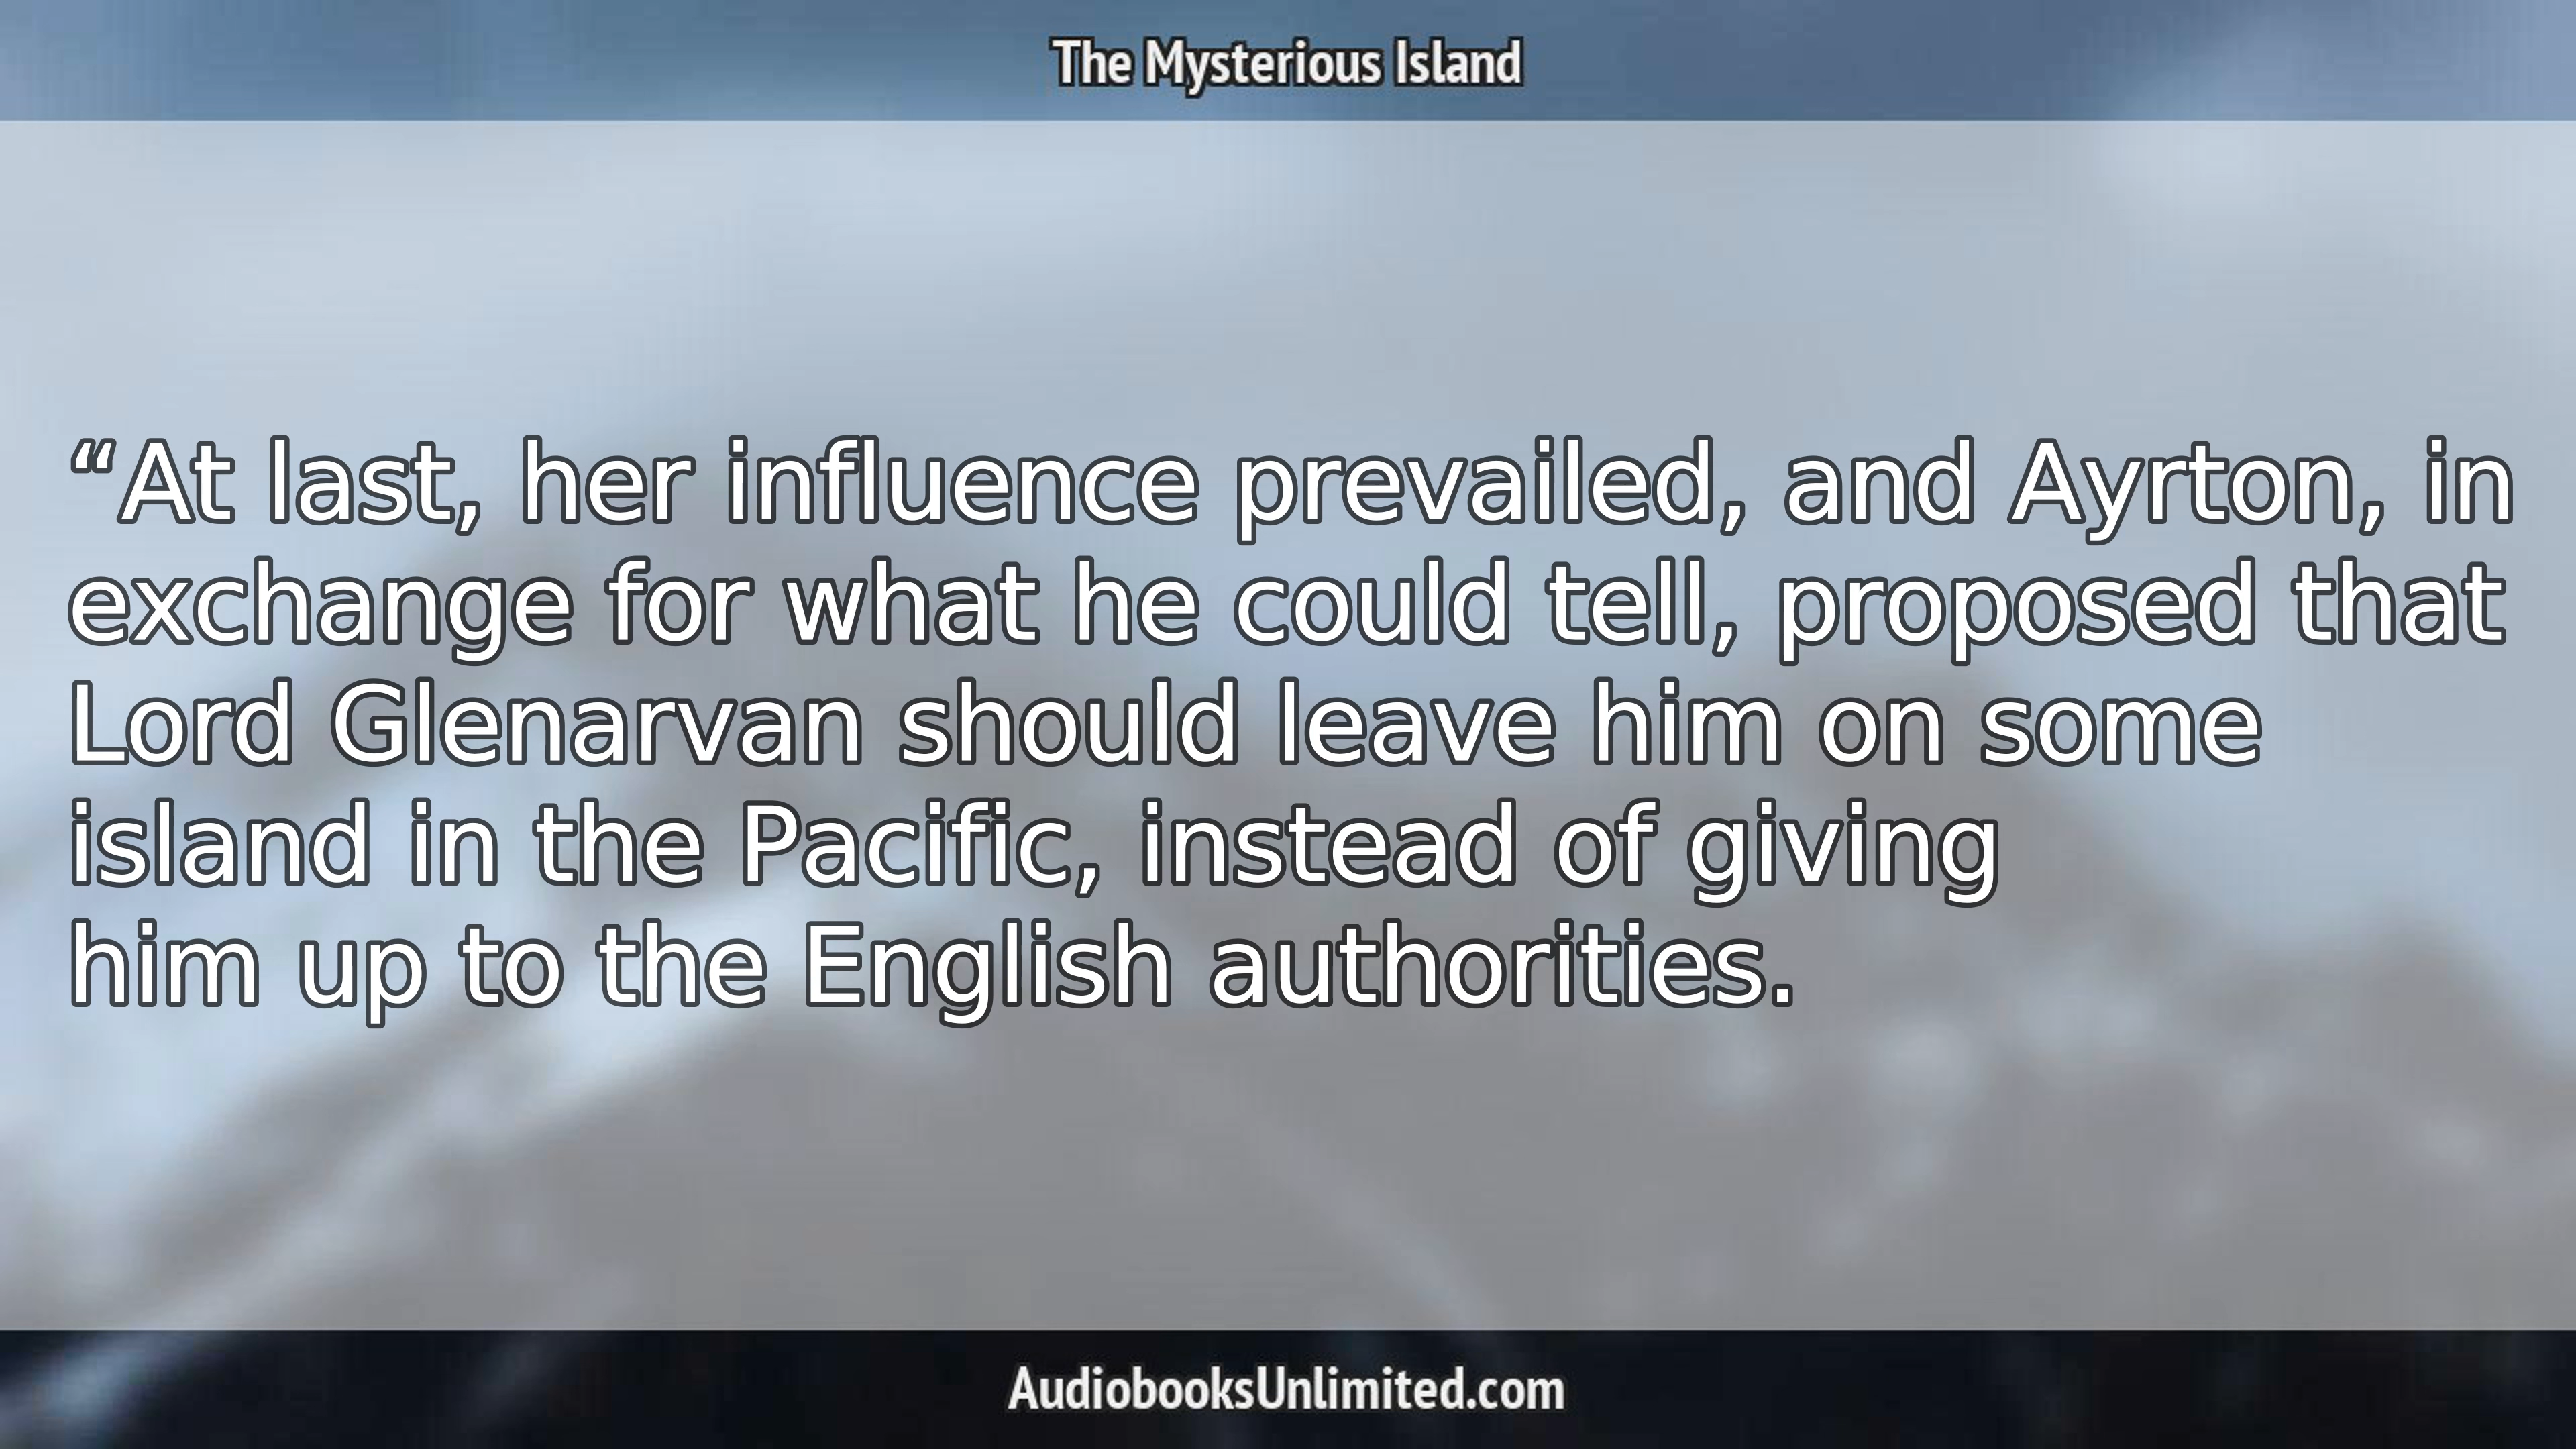 The Mysterious Island
“At last, her influence prevailed, and Ayrton, in
exchange for what he could tell, proposed that
Lord Glenarvan should leave him on some
island in the Pacific, instead of giving
him up to the English authorities.
AudiobooksUnlimited.com